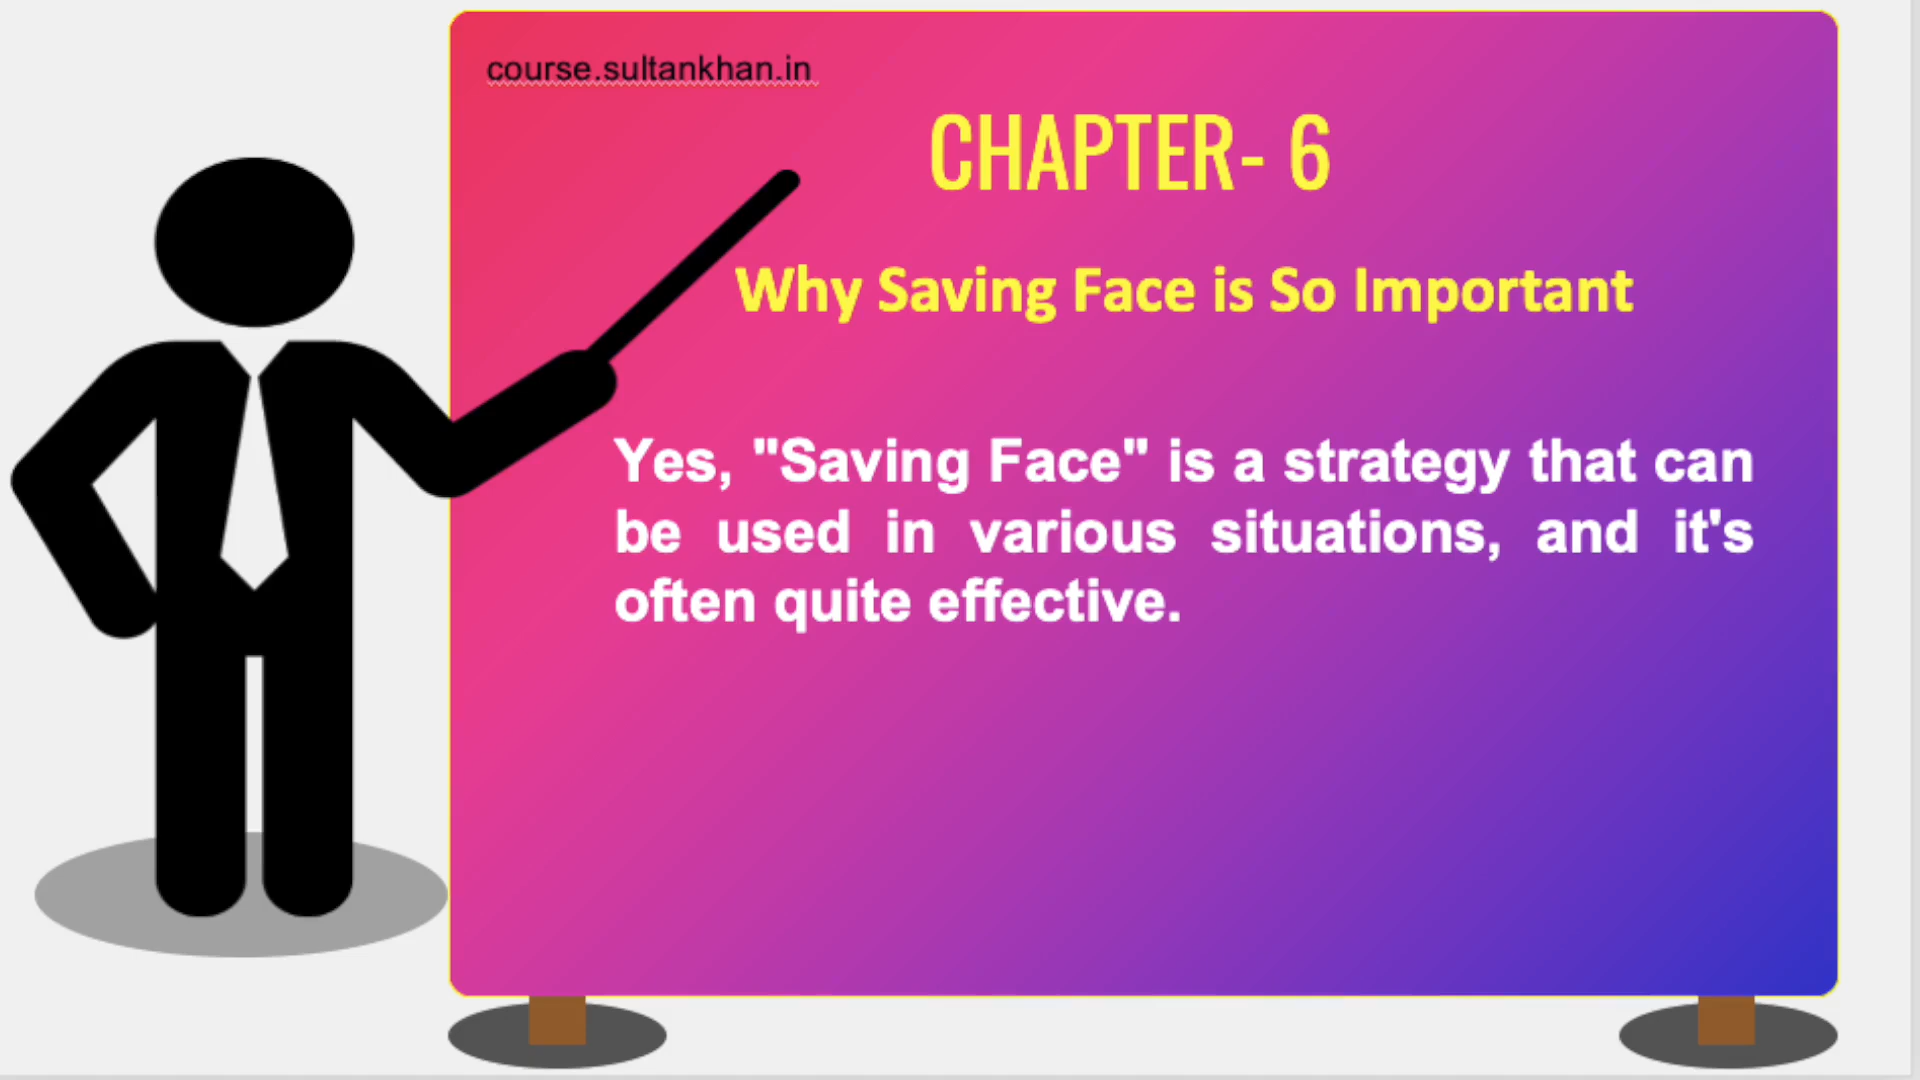 course.sultankhan.in
CHAPTER- 6
Why Saving Face is So Important
Yes, "Saving Face" is a strategy that can
be used in various situations, and it's
often quite effective.